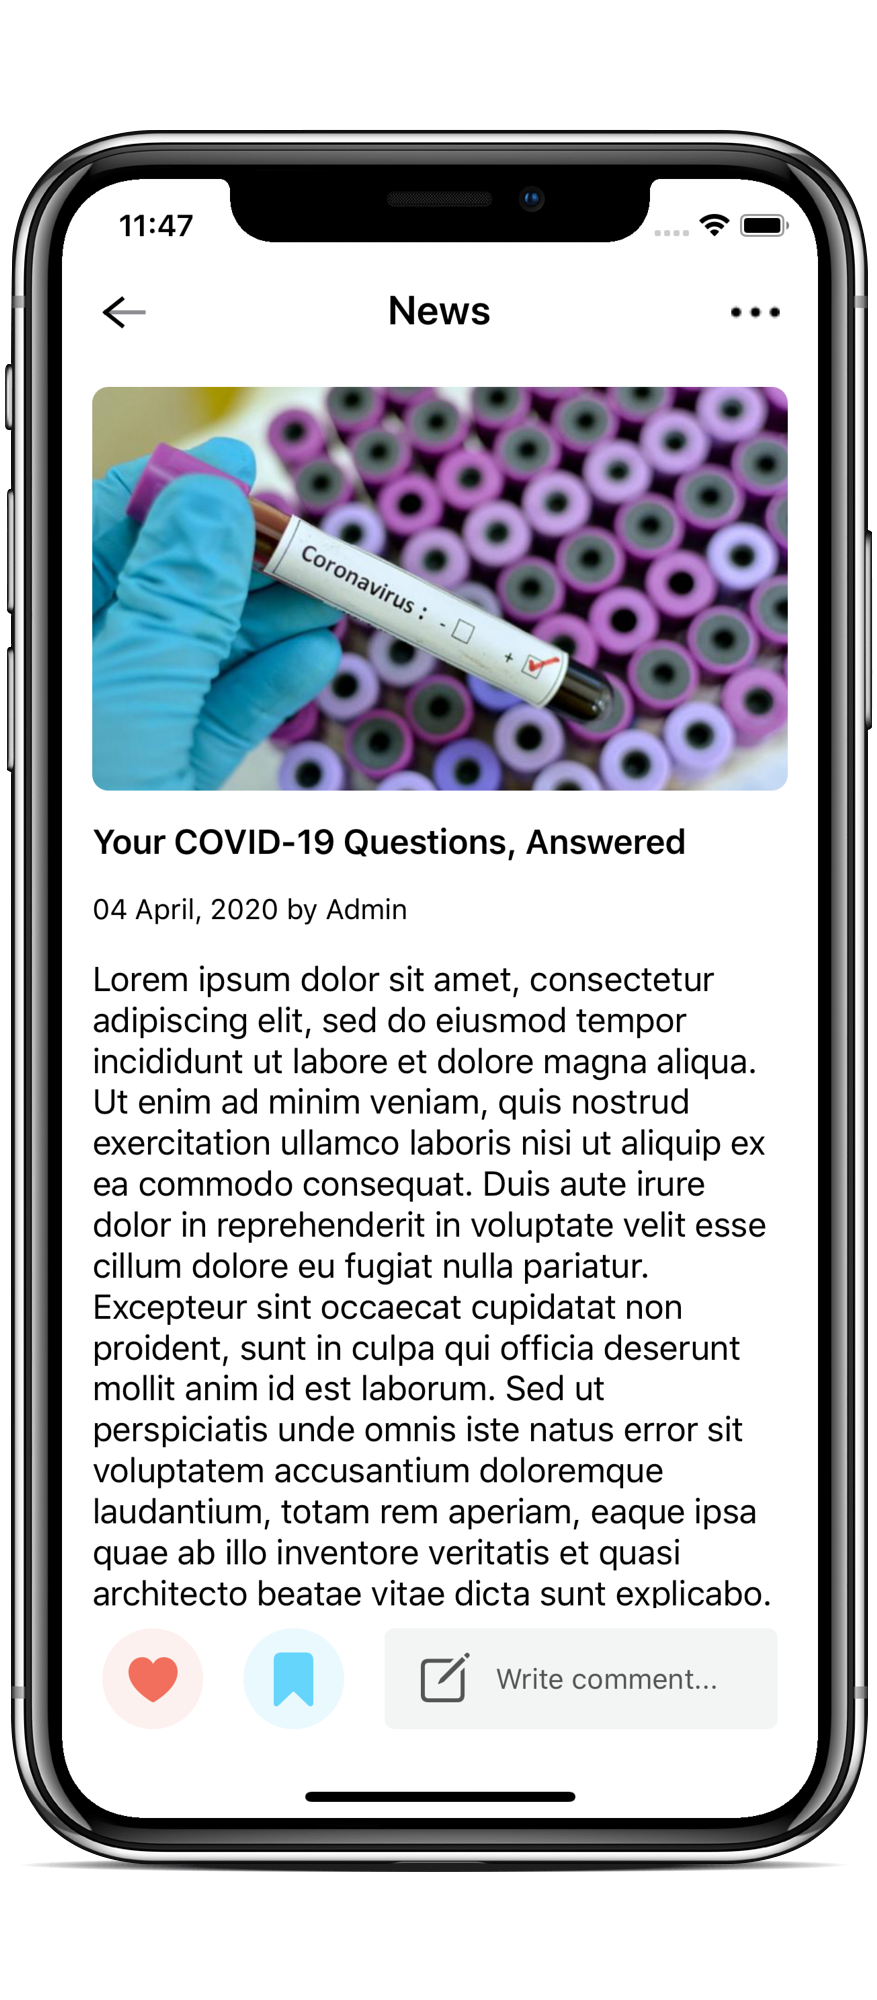 11:47
News
Coronavirus : -
+
Your COVID-19 Questions, Answered
04 April, 2020 by Admin
Lorem ipsum dolor sit amet, consectetur
adipiscing elit, sed do eiusmod tempor
incididunt ut labore et dolore magna aliqua.
Ut enim ad minim veniam, quis nostrud
exercitation ullamco laboris nisi ut aliquip ex
ea commodo consequat. Duis aute irure
dolor in reprehenderit in voluptate velit esse
cillum dolore eu fugiat nulla pariatur.
Excepteur sint occaecat cupidatat non
proident, sunt in culpa qui officia deserunt
mollit anim id est laborum. Sed ut
perspiciatis unde omnis iste natus error sit
voluptatem accusantium doloremque
laudantium, totam rem aperiam, eaque ipsa
quae ab illo inventore veritatis et quasi
architecto beatae vitae dicta sunt explicabo.
Write comment...